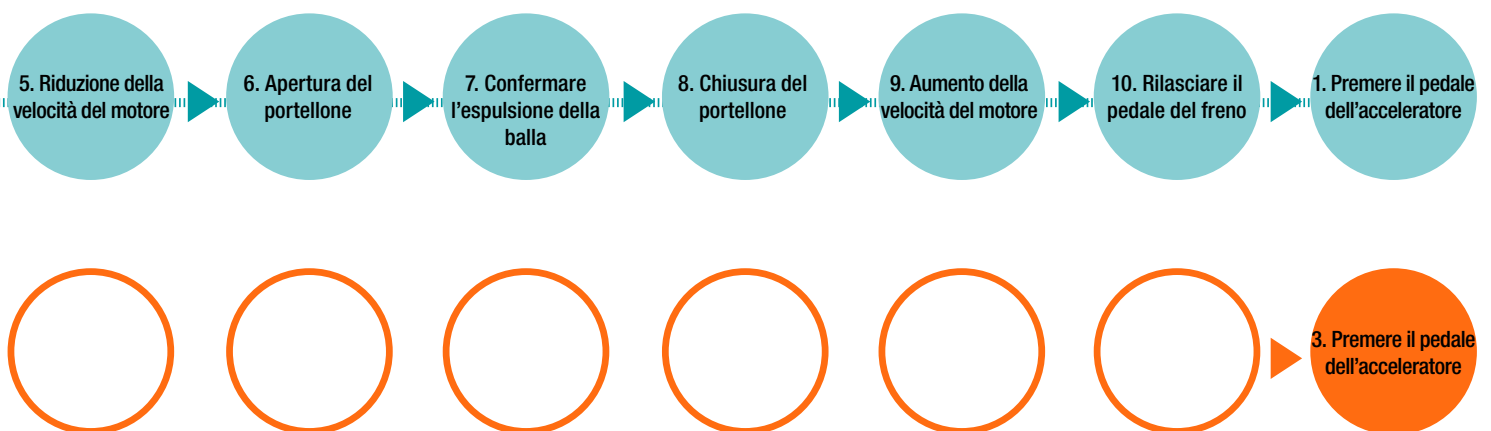 5. Riduzione della
velocità del motore
6. Apertura del
portellone
7. Confermare
l'espulsione della
balla
8. Chiusura del
portellone
9. Aumento della
velocità del motore
10. Rilasciare il
pedale del freno
1. Premere il pedale
dell'acceleratore
3. Premere il pedale
dell'acceleratore